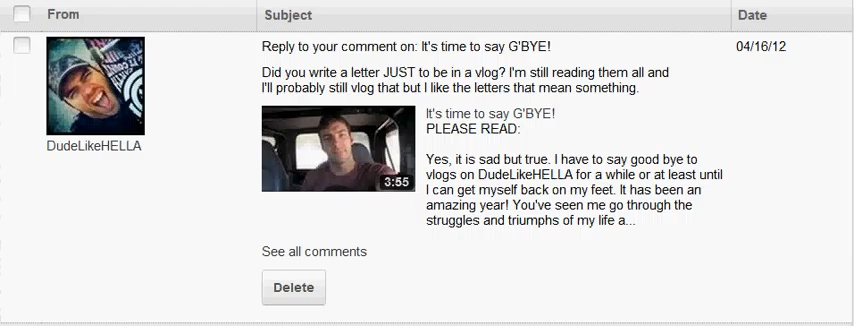 From Subject Date
Reply to your comment on: It's time to say G'BYE! 04/16/12
Did you write a letter JUST to be in a vlog? I'm still reading them all and
I'll probably still vlog that but I like the letters that mean something.
DudeLikeHELLA
3:55
It's time to say G'BYE!
PLEASE READ:
Yes, it is sad but true. I have to say good bye to
vlogs on DudeLikeHELLA for a while or at least until
I can get myself back on my feet. It has been an
amazing year! You've seen me go through the
struggles and triumphs of my life a...
See all comments
Delete